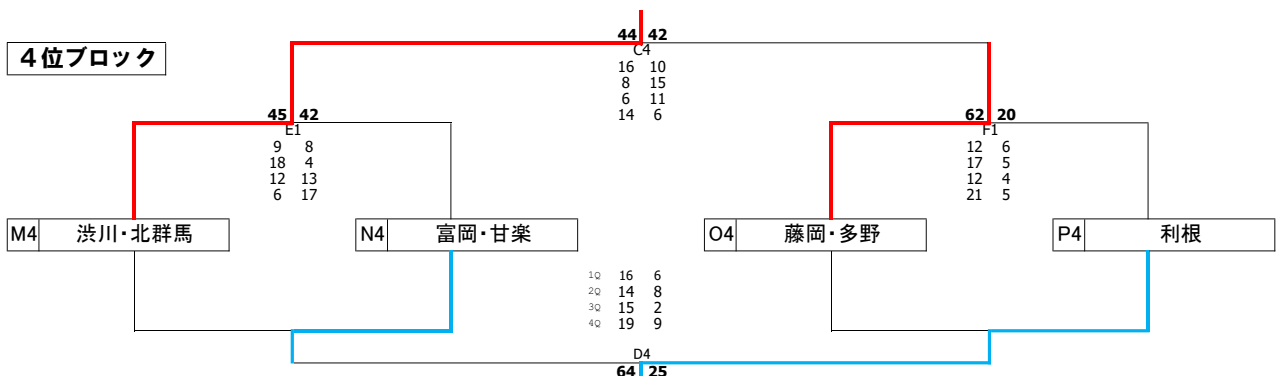 44 42
4位ブロック
C4
16 10
8 15
6 11
14 6
45 42
E1
9 8
18 4
12 13
6 17
62 20
F1
12 6
17 5
12 4
21 5
M4 渋川・北群馬
N4 富岡・甘楽
O4 藤岡・多野
P4 利根
1Q 16 6
2Q 14 8
3Q 15 2
4Q 19 9
D4
64 25